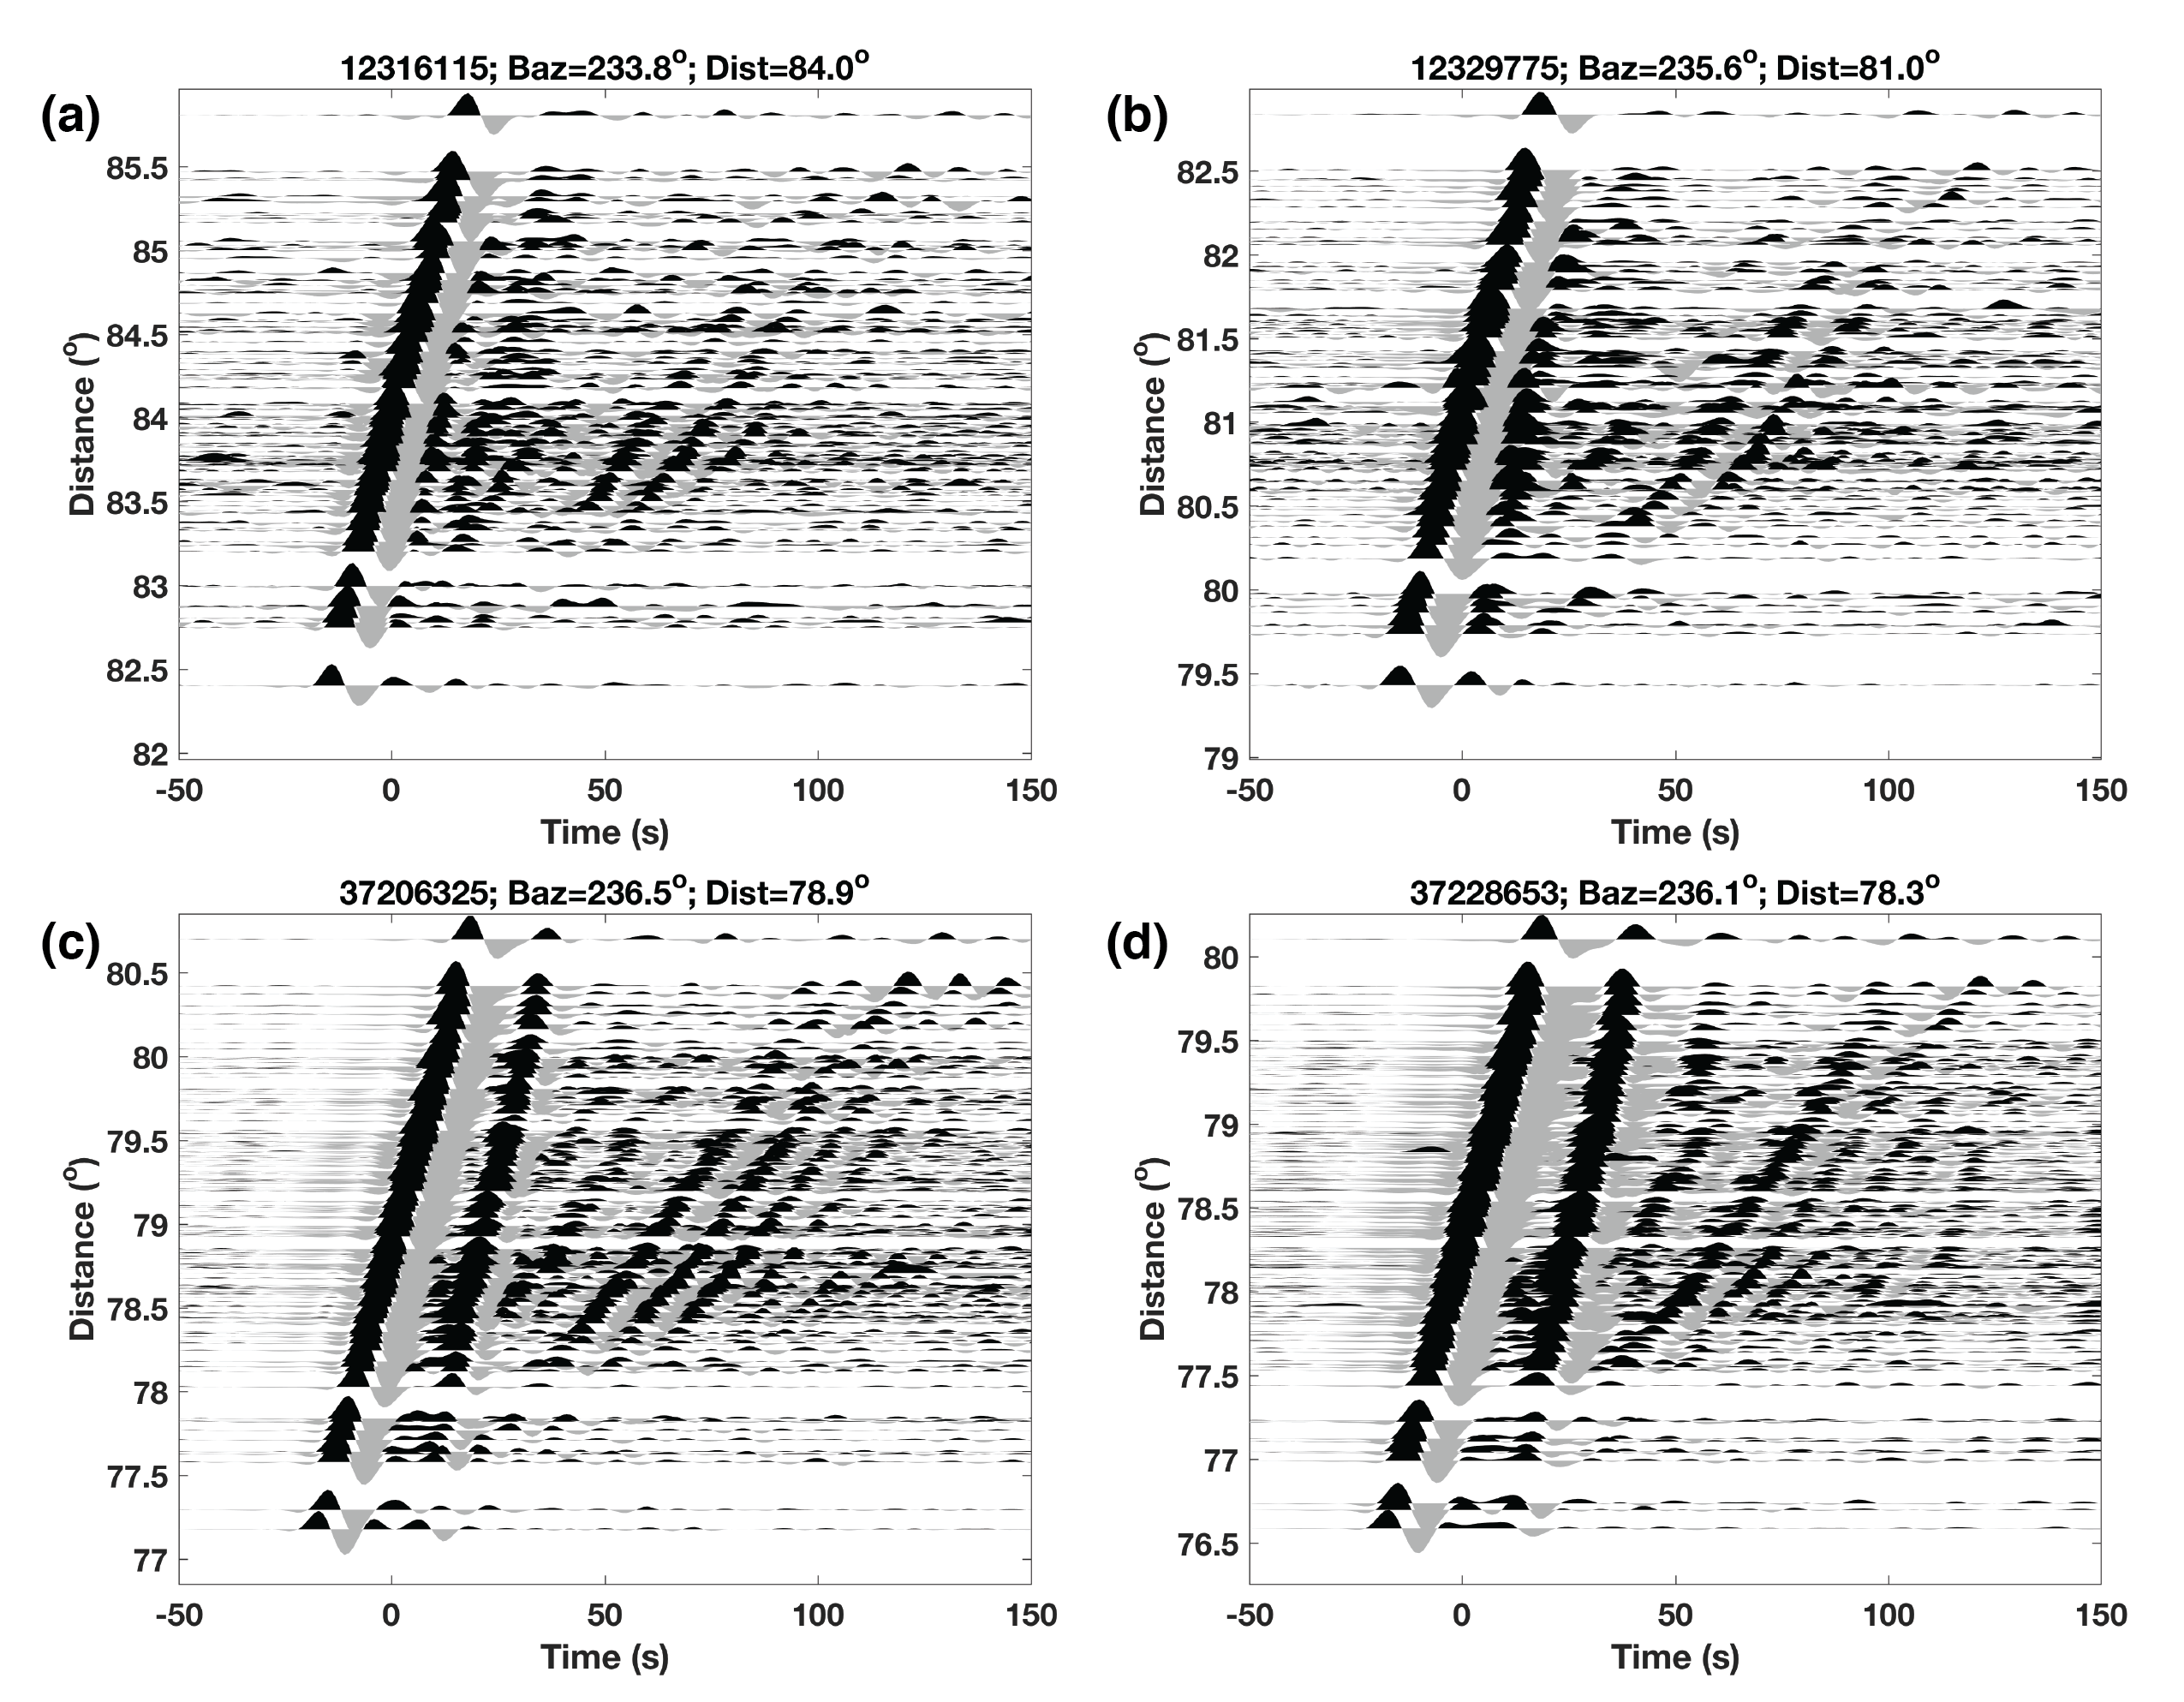 12316115; Baz=233.8°; Dist=84.0°
(a)
85.5
85
84.5
84
83.5
83
82.5
82
Distance (°)
-50 0 50 100 150
Time (s)
12329775; Baz=235.6°; Dist=81.0°
(b)
82.5
82
81.5
81
80.5
80
79.5
79
Distance (°)
-50 0 50 100 150
Time (s)
37206325; Baz=236.5°; Dist=78.9°
(c)
80.5
80
79.5
79
78.5
78
77.5
77
Distance (°)
-50 0 50 100 150
Time (s)
37228653; Baz=236.1°; Dist=78.3°
(d)
80
79.5
79
78.5
78
77.5
77
76.5
Distance (°)
-50 0 50 100 150
Time (s)